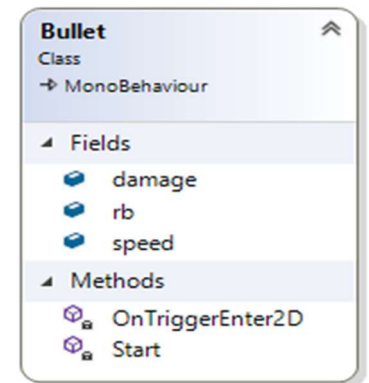 Bullet
Class
MonoBehaviour
Fields
damage
rb
speed
Methods
OnTriggerEnter2D
Start